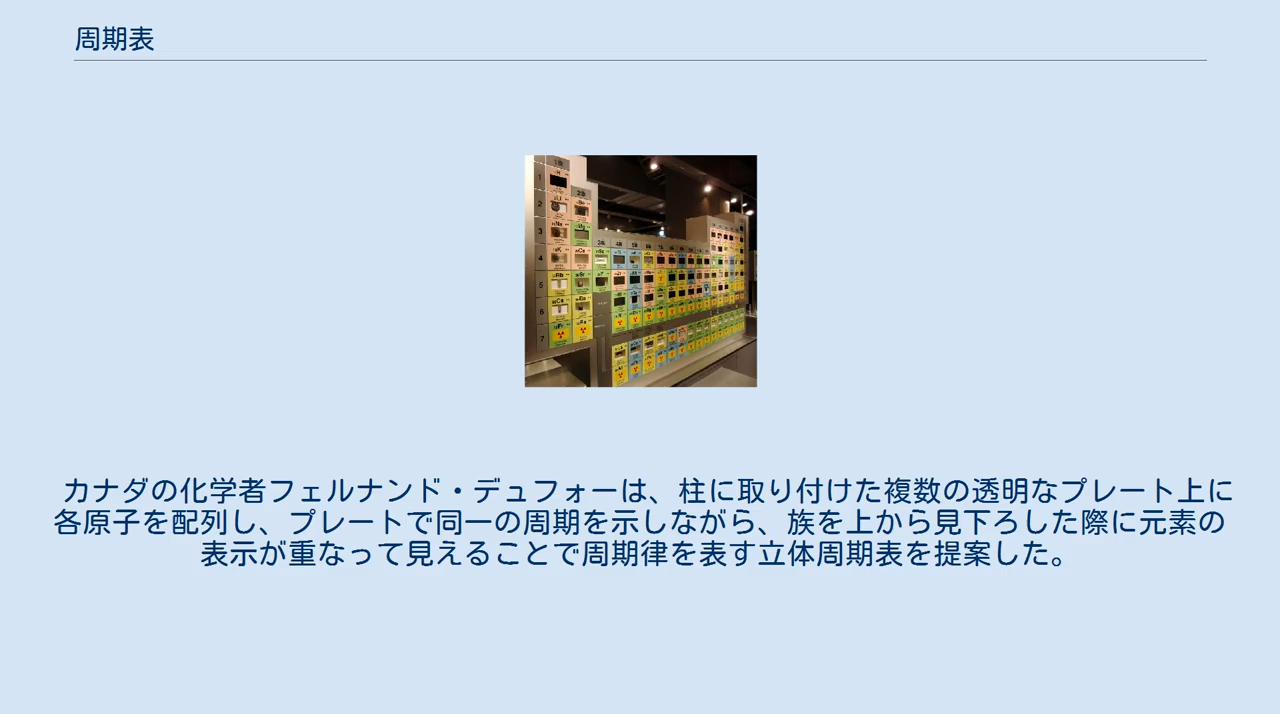 周期表
カナダの化学者フェルナンド・デュフォーは、柱に取り付けた複数の透明なプレート上に
各原子を配列し、プレートで同一の周期を示しながら、族を上から見下ろした際に元素の
表示が重なって見えることで周期律を表す立体周期表を提案した。